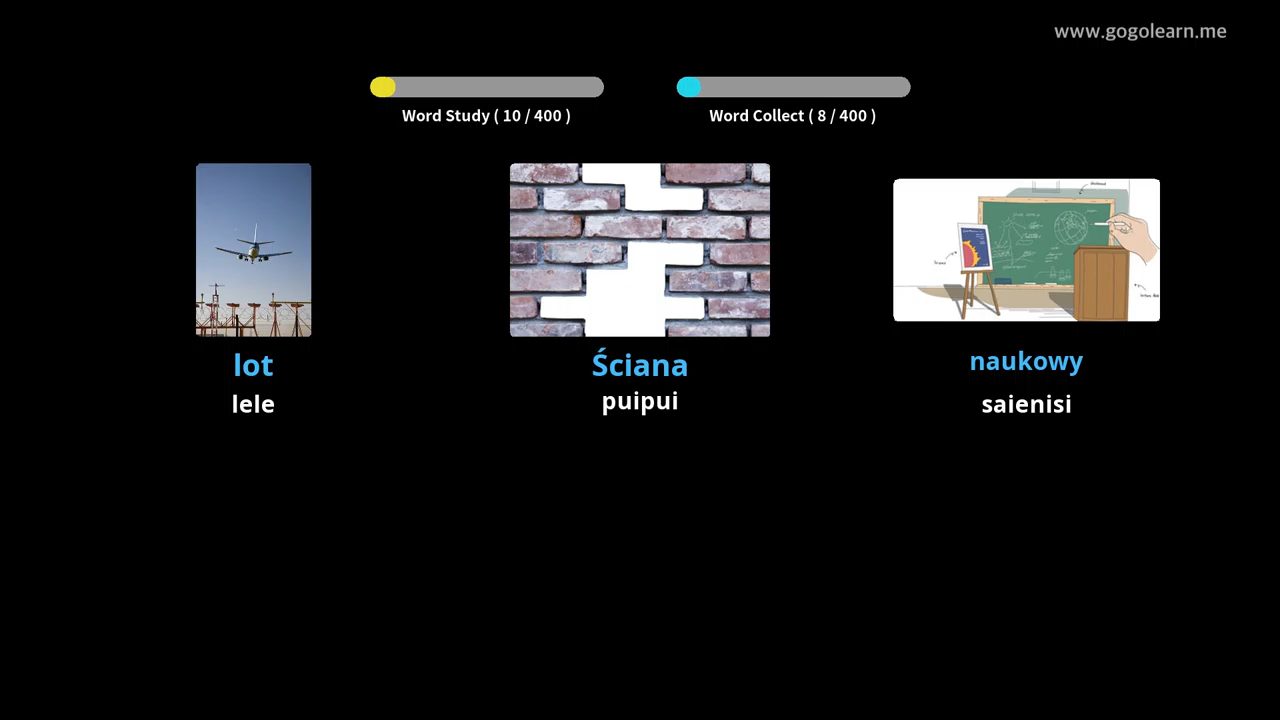 www.gogolearn.me
Word Study ( 10 / 400 )
Word Collect ( 8 / 400 )
lot
lele
Ściana
puipui
naukowy
saienisi